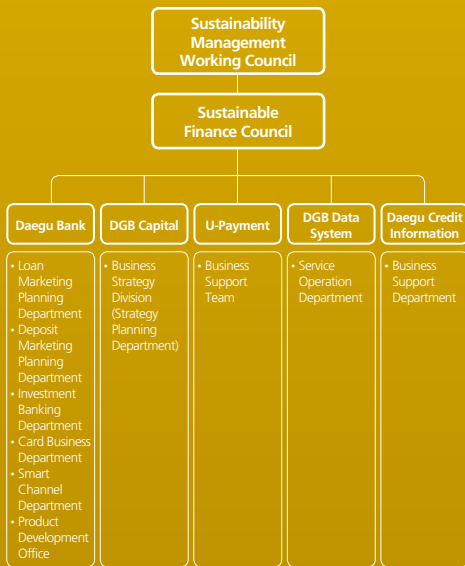 Sustainability
Management
Working Council
Sustainable
Finance Council
Daegu Bank
• Loan
Marketing
Planning
Department
• Deposit
Marketing
Planning
Department
• Investment
Banking
Department
• Card Business
Department
• Smart
Channel
Department
• Product
Development
Office
DGB Capital
• Business
Strategy
Division
(Strategy
Planning
Department)
U-Payment
• Business
Support
Team
DGB Data
System
• Service
Operation
Department
Daegu Credit
Information
• Business
Support
Department